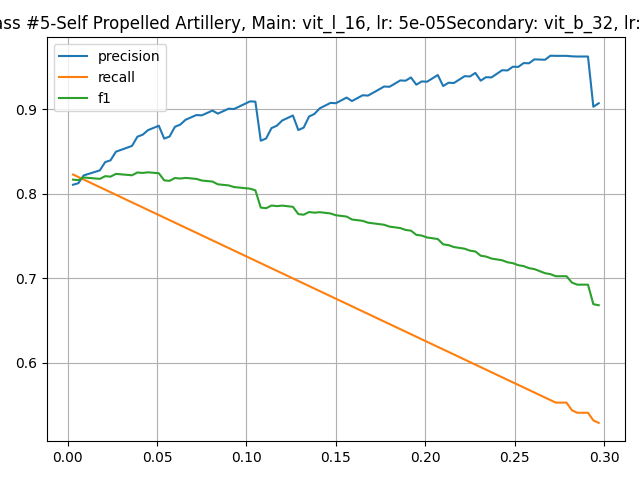 ass #5-Self Propelled Artillery, Main: vit_l_16, lr: 5e-05Secondary: vit_b_32, lr:
precision
recall
f1
0.9
0.8
0.7
0.6
0.00 0.05 0.10 0.15 0.20 0.25 0.30